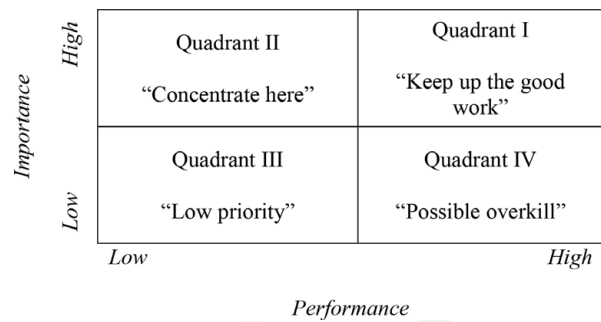 High
Quadrant II
“Concentrate here”
Quadrant I
“Keep up the good
work”
Importance
Low
Quadrant III
“Low priority”
Quadrant IV
“Possible overkill”
Low
High
Performance